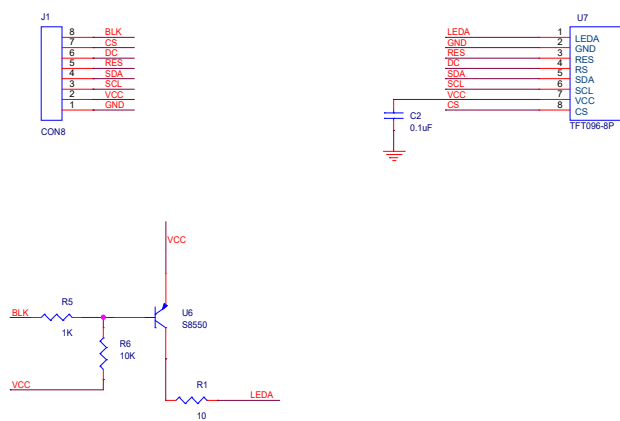 J1
8 BLK
7 CS
6 DC
5 RES
4 SDA
3 SCL
2 VCC
1 GND
CON8
U7
LEDA 1 LEDA
GND 2 GND
RES 3 RES
DC 4 RS
SDA 5 SDA
SCL 6 SCL
VCC 7 VCC
CS 8 CS
TFT096-8P
C2
0.1uF
VCC
BLK
R5
1K
U6
S8550
R6
10K
VCC
R1
10
LEDA